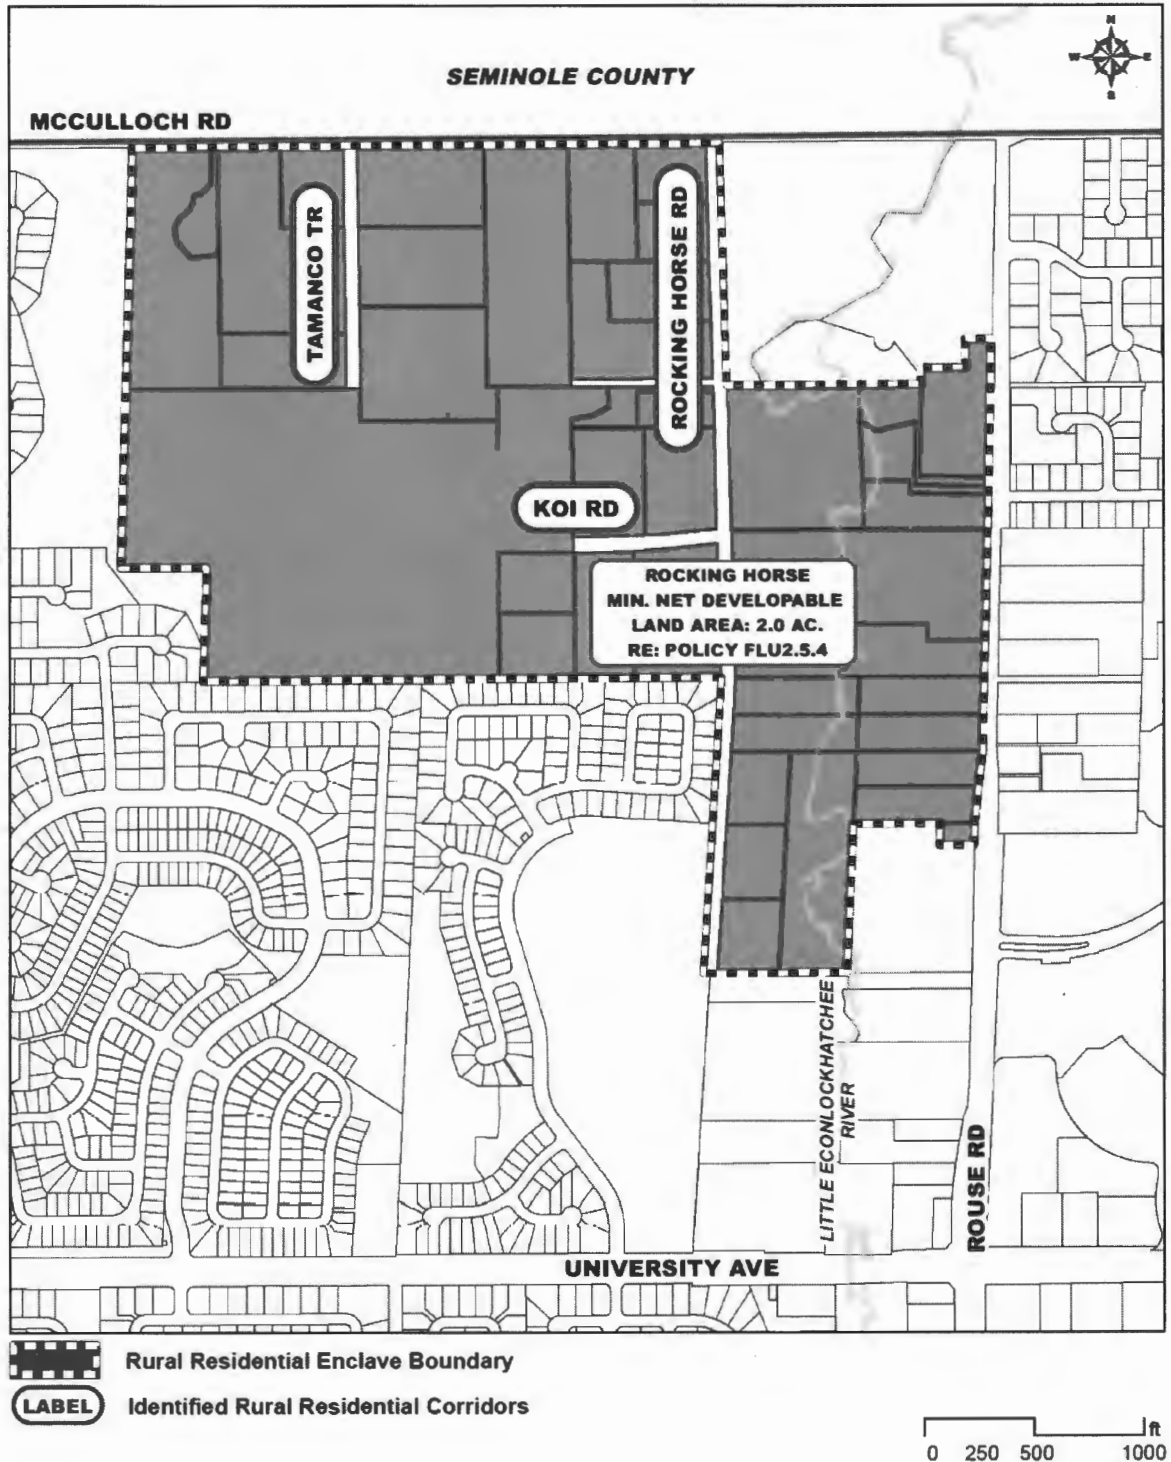 N
W E
S
SEMINOLE COUNTY
MCCULLOCH RD
TAMANCO TR
ROCKING HORSE RD
KOI RD
ROCKING HORSE
MIN. NET DEVELOPABLE
LAND AREA: 2.0 AC.
RE: POLICY FLU2.5.4
LITTLE ECONLOCKHATCHEE
RIVER
ROUSE RD
UNIVERSITY AVE
Rural Residential Enclave Boundary
LABEL Identified Rural Residential Corridors
ft
0 250 500 1000